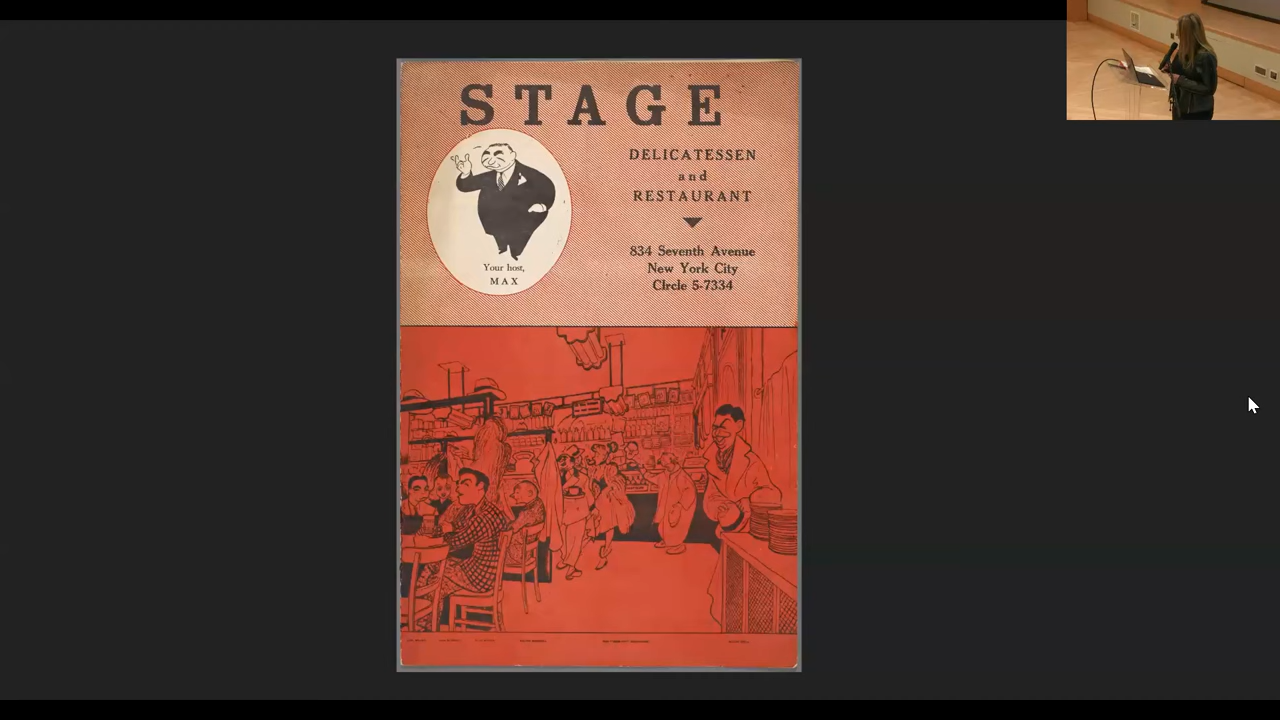 STAGE
DELICATESSEN
and
RESTAURANT
834 Seventh Avenue
New York City
CIrcle 5-7334
Your host,
MAX